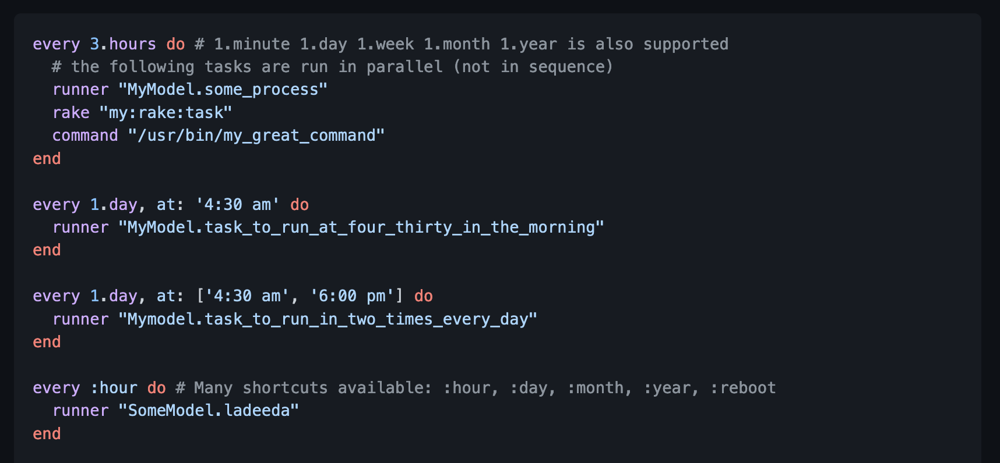 every 3.hours do # 1.minute 1.day 1.week 1.month 1.year is also supported
  # the following tasks are run in parallel (not in sequence)
  runner "MyModel.some_process"
  rake "my:rake:task"
  command "/usr/bin/my_great_command"
end

every 1.day, at: '4:30 am' do
  runner "MyModel.task_to_run_at_four_thirty_in_the_morning"
end

every 1.day, at: ['4:30 am', '6:00 pm'] do
  runner "Mymodel.task_to_run_in_two_times_every_day"
end

every :hour do # Many shortcuts available: :hour, :day, :month, :year, :reboot
  runner "SomeModel.ladeeda"
end